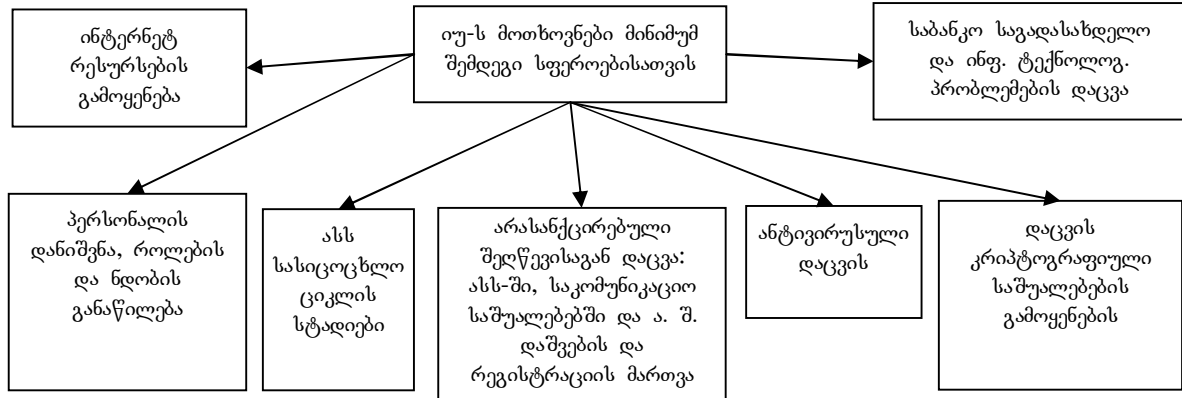 ინტერნეტ
რესურსების
გამოყენება
იუ-ს მოთხოვნები მინიმუმ
შემდეგი სფეროებისათვის
საბანკო საგადასახდელო
და ინფ. ტექნოლოგ.
პრობლემების დაცვა
პერსონალის
დანიშვნა, როლების
და ნდობის
განაწილება
ასს
სასიცოცხლო
ციკლის
სტადიები
არასანქცირებული
შეღწევისაგან დაცვა:
ასს-ში, საკომუნიკაციო
საშუალებებში და ა. შ.
დაშვების და
რეგისტრაციის მართვა
ანტივირუსული
დაცვის
დაცვის
კრიპტოგრაფიული
საშუალებების
გამოყენების